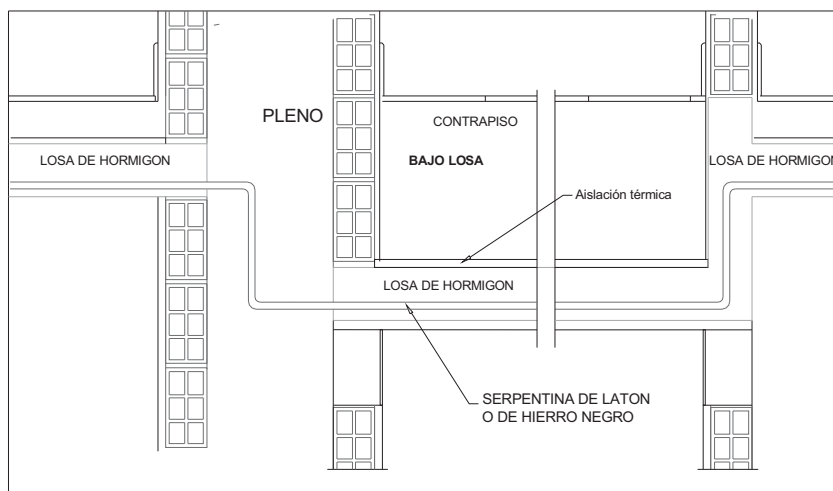 PLENO
CONTRAPISO
LOSA DE HORMIGON
BAJO LOSA
LOSA DE HORMIGON
Aislación térmica
LOSA DE HORMIGON
SERPENTINA DE LATON
O DE HIERRO NEGRO